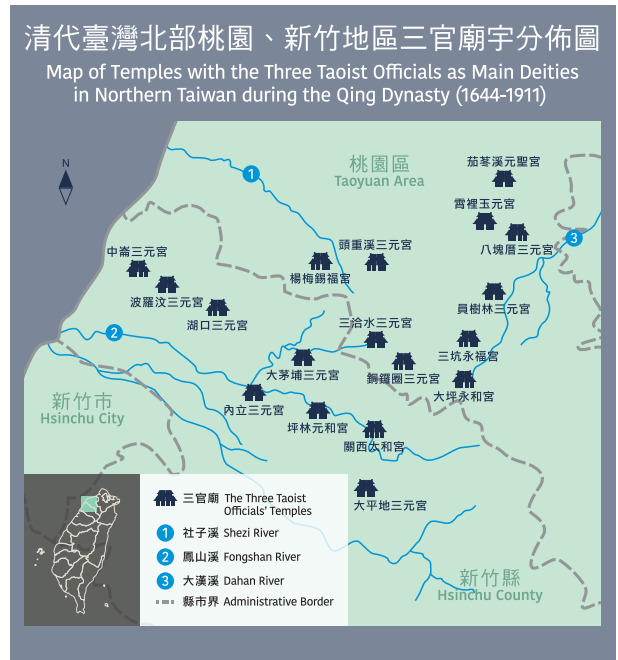 清代臺灣北部桃園、新竹地區三官廟宇分佈圖
Map of Temples with the Three Taoist Officials as Main Deities
in Northern Taiwan during the Qing Dynasty (1644-1911)
N
1
桃園區
Taoyuan Area
茄苳溪元聖宮
霄裡玉元宮
八塊厝三元宮
3
頭重溪三元宮
楊梅錫福宮
中崙三元宮
波羅汶三元宮
湖口三元宮
員樹林三元宮
2
三洽水三元宮
三坑永福宮
大茅埔三元宮
銅鑼圈三元宮
大坪永和宮
新竹市
Hsinchu City
內立三元宮
坪林元和宮
關西太和宮
大平地三元宮
新竹縣
Hsinchu County
三官廟 The Three Taoist
Officials' Temples
1 社子溪 Shezi River
2 鳳山溪 Fongshan River
3 大漢溪 Dahan River
縣市界 Administrative Border